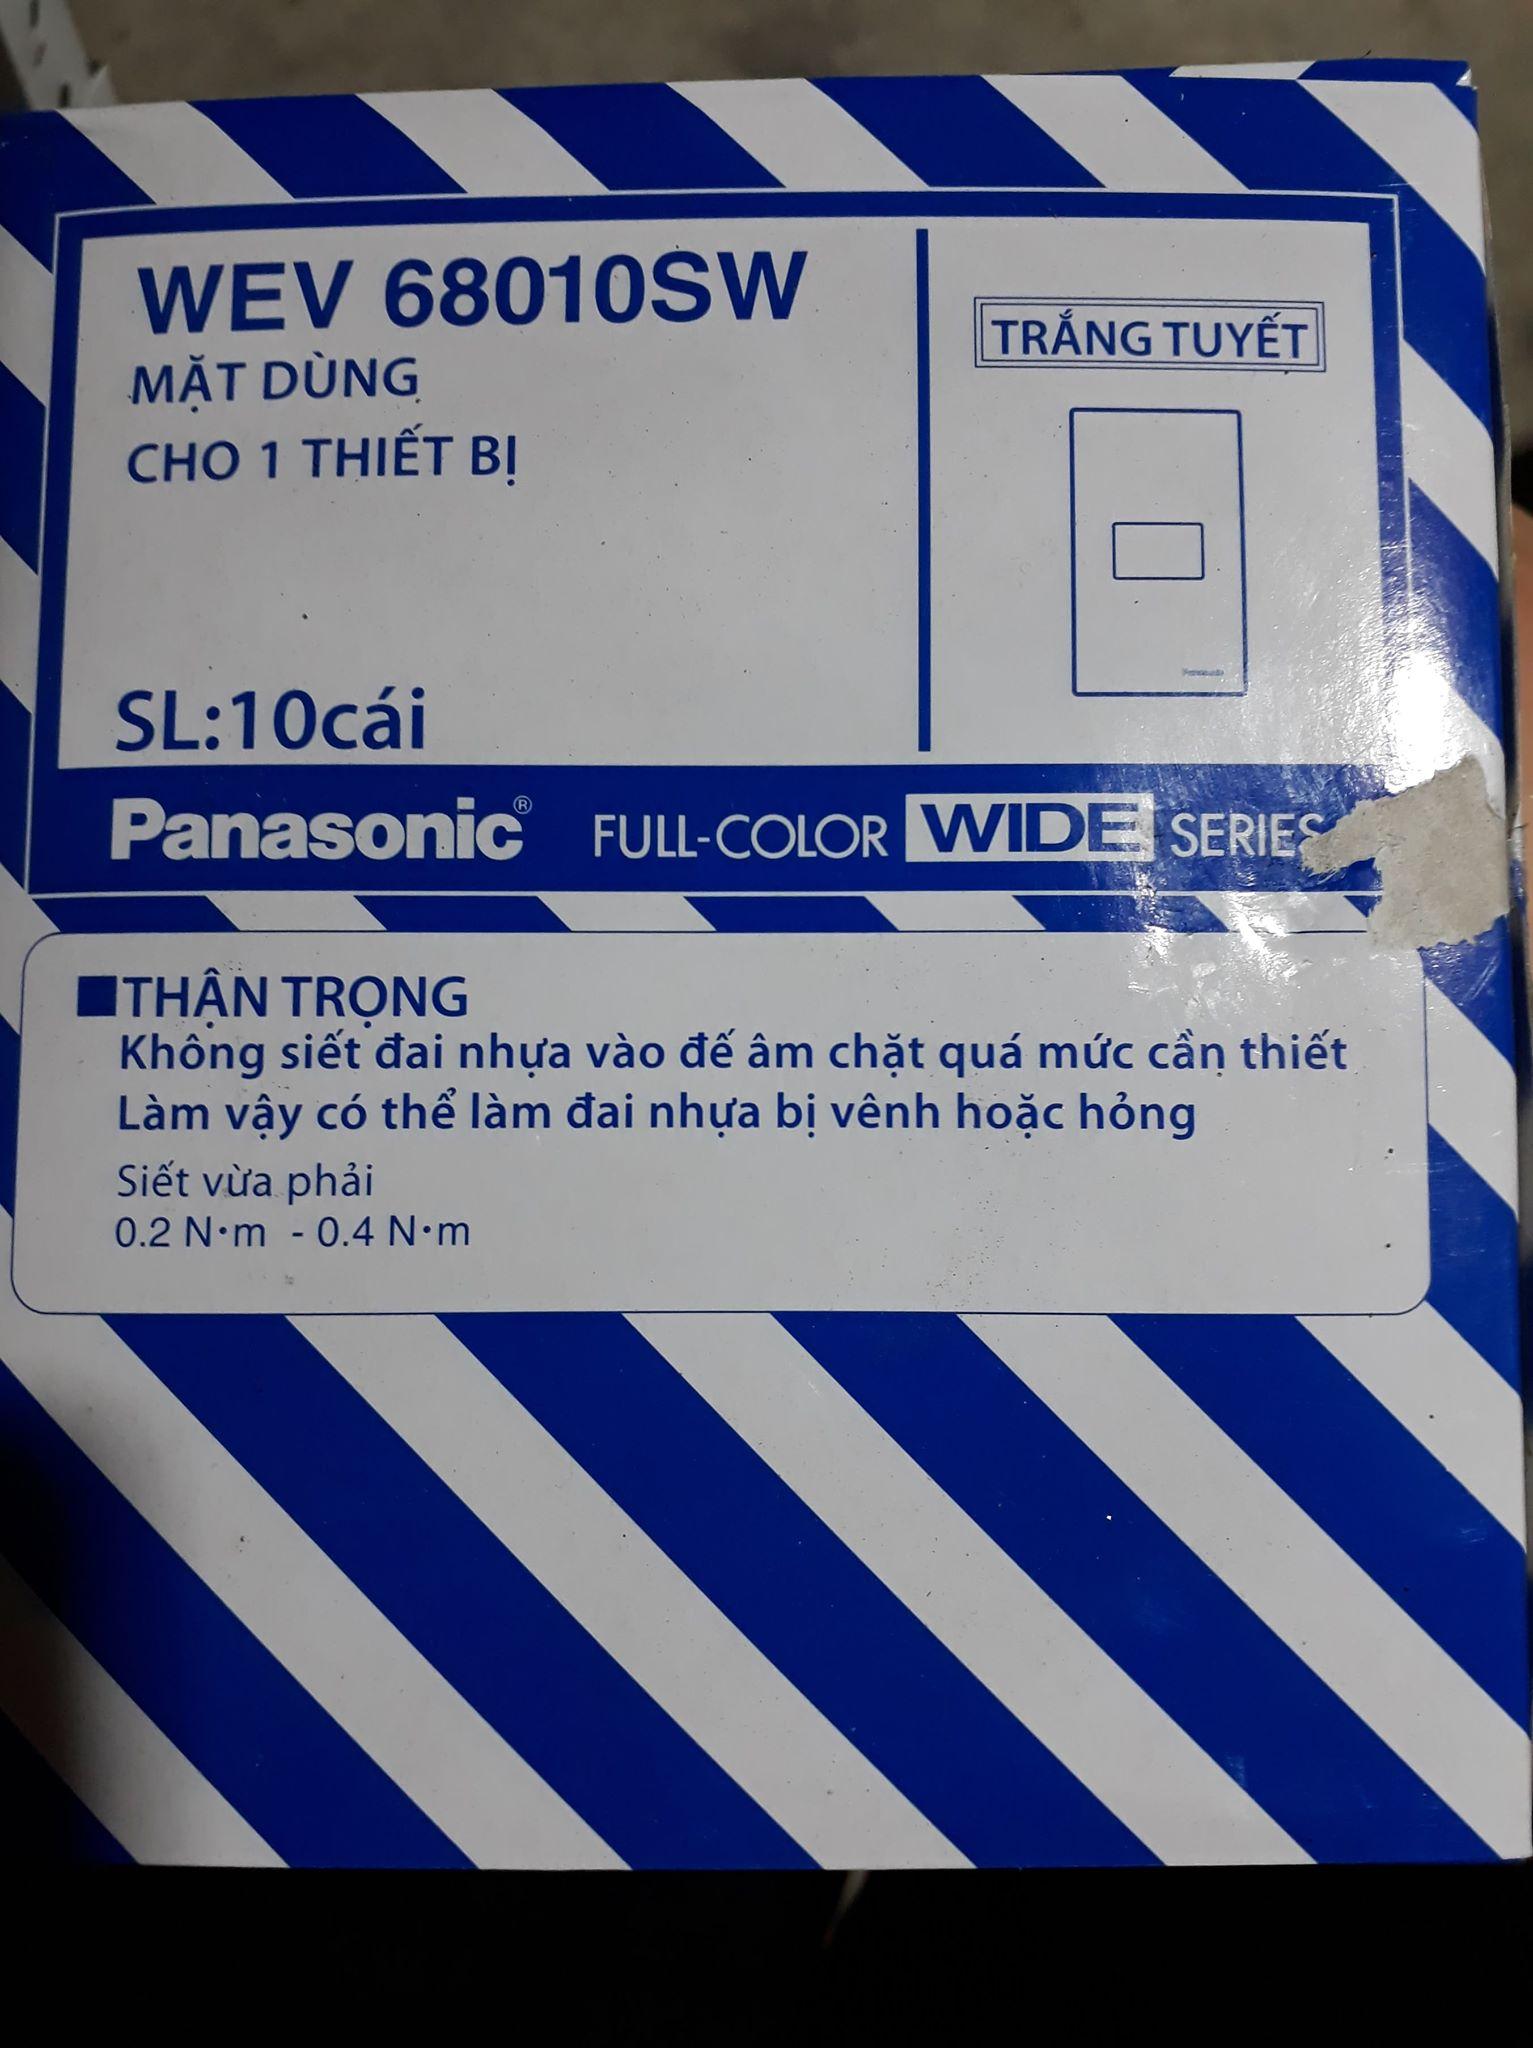 WEV 68010SW
MẶT DÙNG
CHO 1 THIẾT BỊ
SL:10cái
TRẮNG TUYẾT
Panasonic
Panasonic® FULL-COLOR WIDE SERIES
■THẬN TRỌNG
Không siết đai nhựa vào đế âm chặt quá mức cần thiết
Làm vậy có thể làm đai nhựa bị vênh hoặc hỏng
Siết vừa phải
0.2 N·m - 0.4 N·m